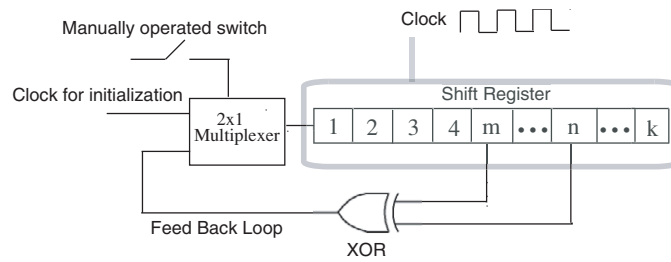 Clock
Manually operated switch
Clock for initialization
Shift Register
2x1
Multiplexer
1 2 3 4 m ••• n ••• k
Feed Back Loop
XOR